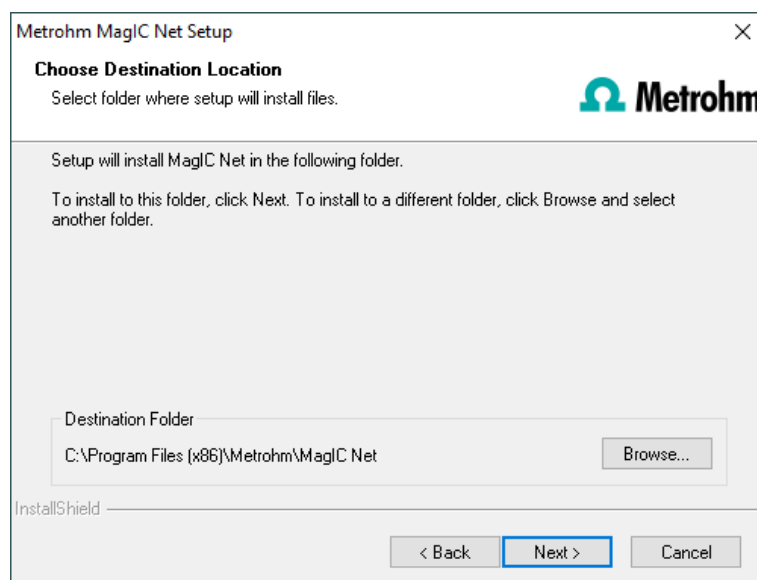 Metrohm MagIC Net Setup
Choose Destination Location
Select folder where setup will install files.
Metrohm
Setup will install MagIC Net in the following folder.
To install to this folder, click Next. To install to a different folder, click Browse and select
another folder.
Destination Folder
C:\Program Files (x86)\Metrohm\MagIC Net
Browse...
InstallShield
< Back
Next >
Cancel